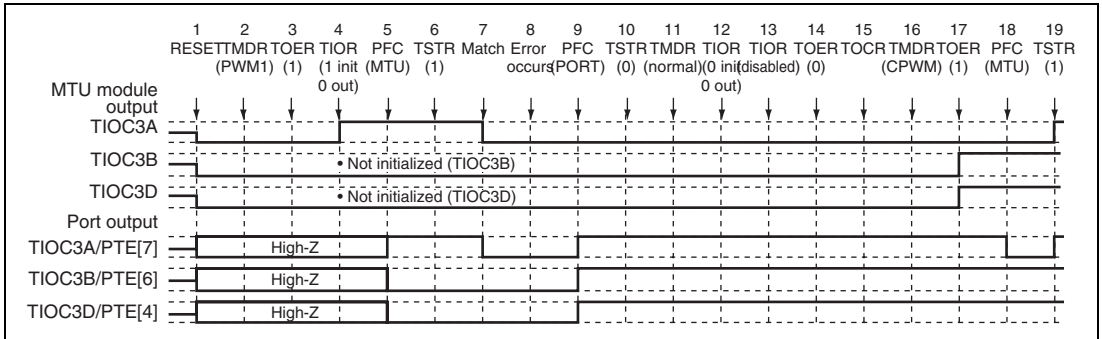 1 2 3 4 5 6 7 8 9 10 11 12 13 14 15 16 17 18 19
RESET TMDR TOER TIOR PFC TSTR Match Error PFC TSTR TMDR TIOR TIOR TOER TOCR TMDR TOER PFC TSTR
(PWM1) (1) (1 init (MTU) (1) occurs (PORT) (0) (normal) (0 init (disabled) (0) (CPWM) (1) (MTU) (1)
MTU module 0 out) 0 out)
output
TIOC3A
TIOC3B • Not initialized (TIOC3B)
TIOC3D • Not initialized (TIOC3D)
Port output
TIOC3A/PTE[7] High-Z
TIOC3B/PTE[6] High-Z
TIOC3D/PTE[4] High-Z